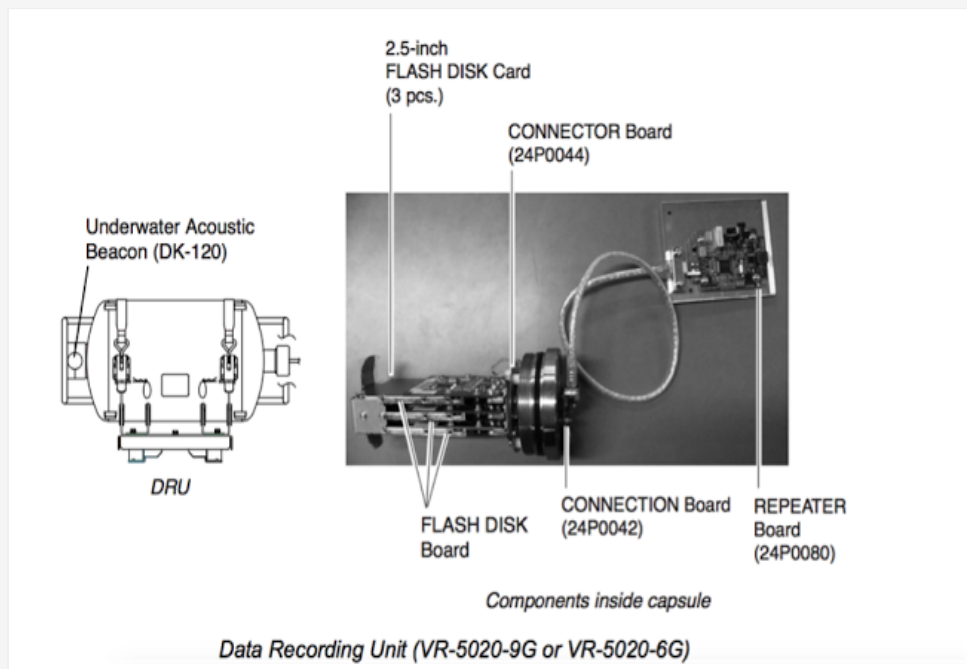 2.5-inch
FLASH DISK Card
(3 pcs.)
CONNECTOR Board
(24P0044)
Underwater Acoustic
Beacon (DK-120)
DRU
FLASH DISK
Board
CONNECTION Board
(24P0042)
REPEATER
Board
(24P0080)
Components inside capsule
Data Recording Unit (VR-5020-9G or VR-5020-6G)